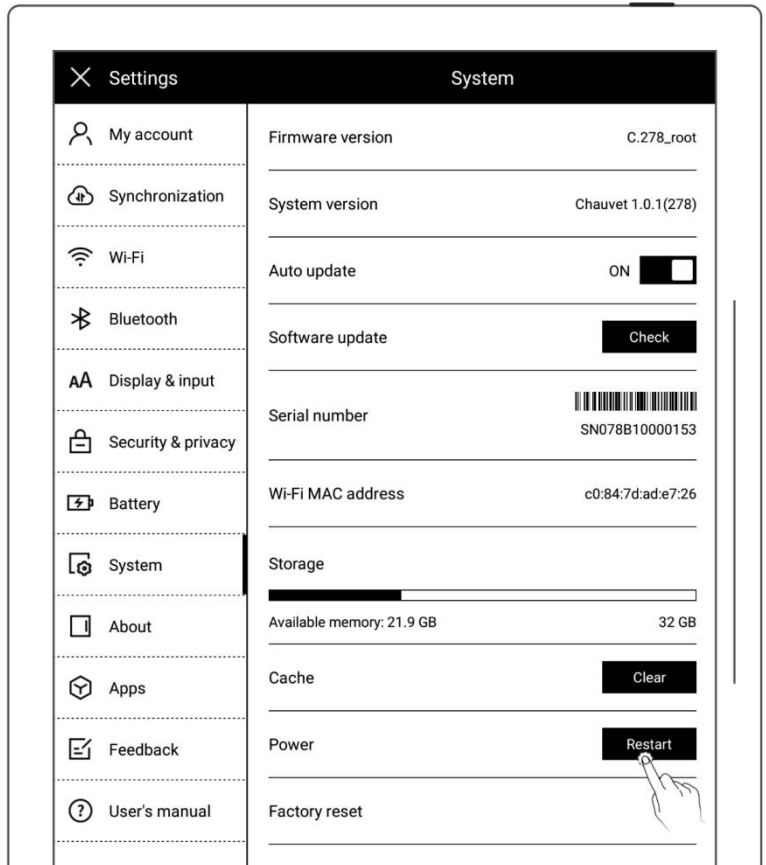 Settings
System
My account
Synchronization
Wi-Fi
Bluetooth
Display & input
Security & privacy
Battery
System
About
Apps
Feedback
User's manual
Firmware version C.278_root
System version Chauvet 1.0.1(278)
Auto update ON
Software update Check
Serial number SN078B10000153
Wi-Fi MAC address c0:84:7d:ad:e7:26
Storage
Available memory: 21.9 GB 32 GB
Cache Clear
Power Restart
Factory reset